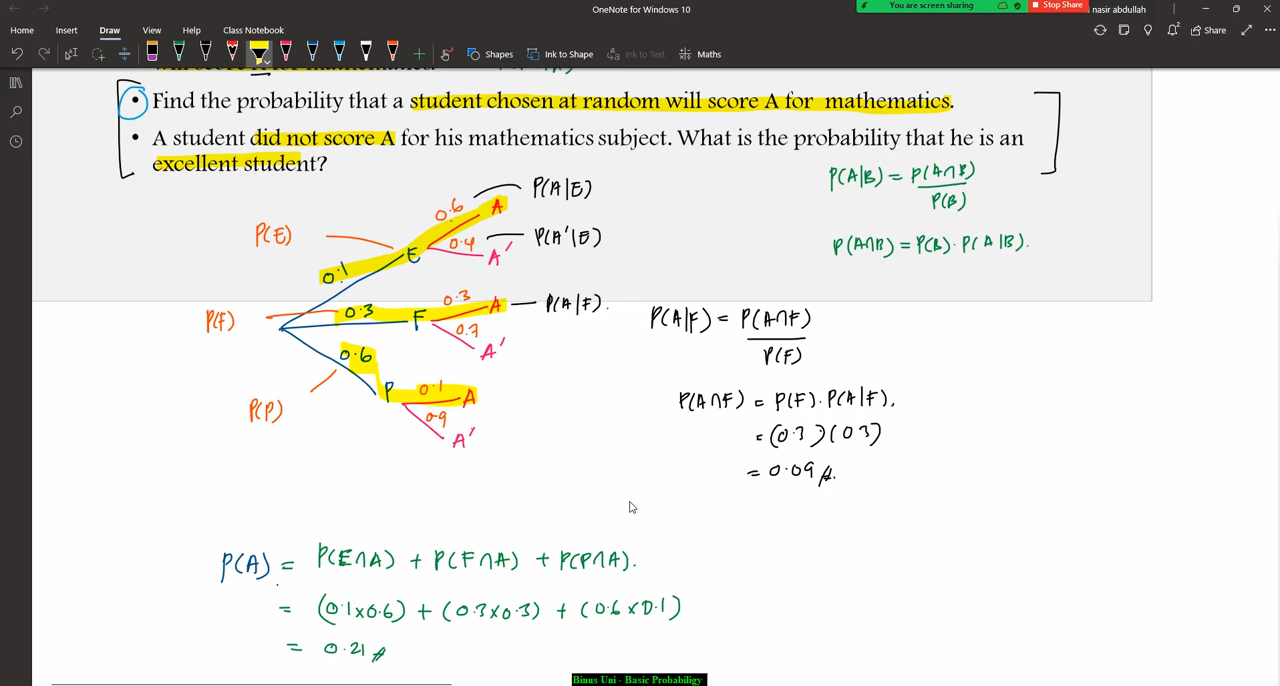 OneNote for Windows 10
You are screen sharing
Stop Share
nasir abdullah
Home Insert Draw View Help Class Notebook
Share
Shapes Ink to Shape Ink to Text Maths
• Find the probability that a student chosen at random will score A for mathematics.
• A student did not score A for his mathematics subject. What is the probability that he is an
excellent student?
P(A|B) = P(A∩B)
P(B)
P(A∩B) = P(B) · P(A|B).
P(E)
0.1
E
0.6
A
P(A|E)
0.4
A'
P(A'|E)
P(F)
0.3
F
0.3
A
P(A|F).
0.7
A'
P(P)
0.6
P
0.1
A
0.9
A'
P(A|F) = P(A∩F)
P(F)
P(A∩F) = P(F) · P(A|F).
= (0.3)(0.3)
= 0.09
P(A) = P(E∩A) + P(F∩A) + P(P∩A).
= (0.1×0.6) + (0.3×0.3) + (0.6×0.1)
= 0.21
Binus Uni - Basic Probabiligy